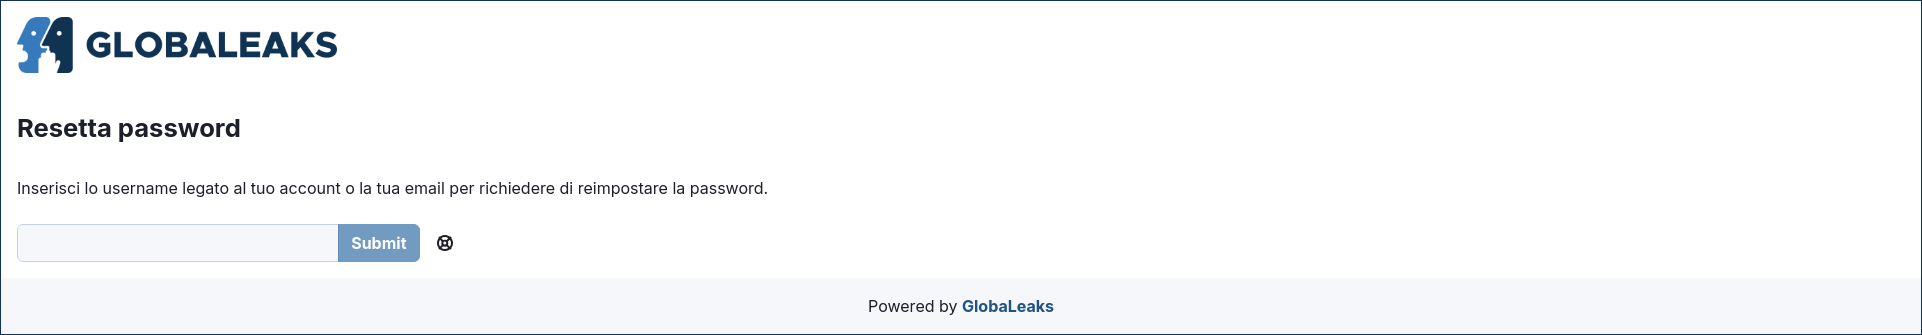 GLOBALEAKS
Resetta password
Inserisci lo username legato al tuo account o la tua email per richiedere di reimpostare la password.
Submit
Powered by GlobaLeaks